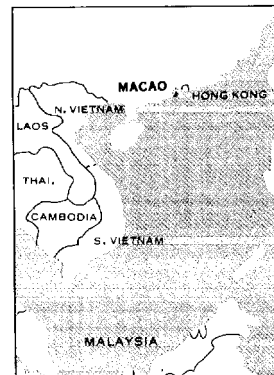 MACAO
HONG KONG
N. VIETNAM
LAOS
THAI.
CAMBODIA
S. VIETNAM
MALAYSIA